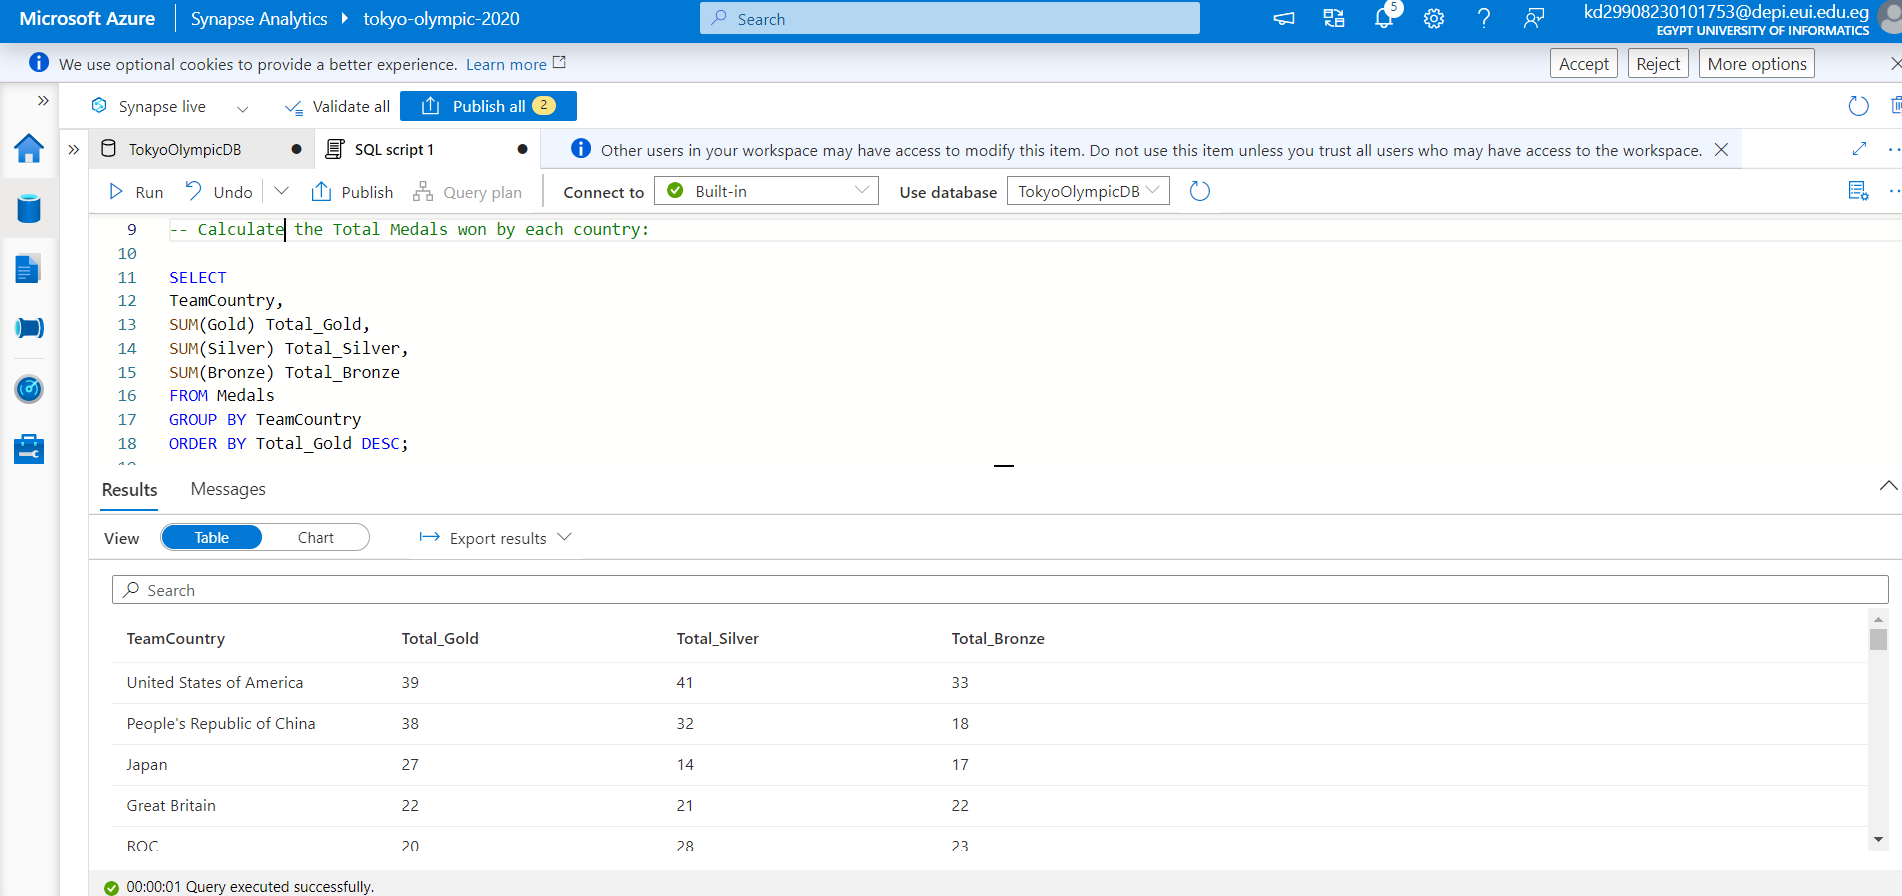 Microsoft Azure Synapse Analytics tokyo-olympic-2020 Search 5 kd29908230101753@depi.eui.edu.eg
EGYPT UNIVERSITY OF INFORMATICS
We use optional cookies to provide a better experience. Learn more Accept Reject More options
Synapse live Validate all Publish all 2
TokyoOlympicDB SQL script 1 Other users in your workspace may have access to modify this item. Do not use this item unless you trust all users who may have access to the workspace.
Run Undo Publish Query plan Connect to Built-in Use database TokyoOlympicDB
9 -- Calculate the Total Medals won by each country:
10
11 SELECT
12 TeamCountry,
13 SUM(Gold) Total_Gold,
14 SUM(Silver) Total_Silver,
15 SUM(Bronze) Total_Bronze
16 FROM Medals
17 GROUP BY TeamCountry
18 ORDER BY Total_Gold DESC;
Results Messages
View Table Chart Export results
Search
TeamCountry Total_Gold Total_Silver Total_Bronze
United States of America 39 41 33
People's Republic of China 38 32 18
Japan 27 14 17
Great Britain 22 21 22
ROC 20 28 23
00:00:01 Query executed successfully.